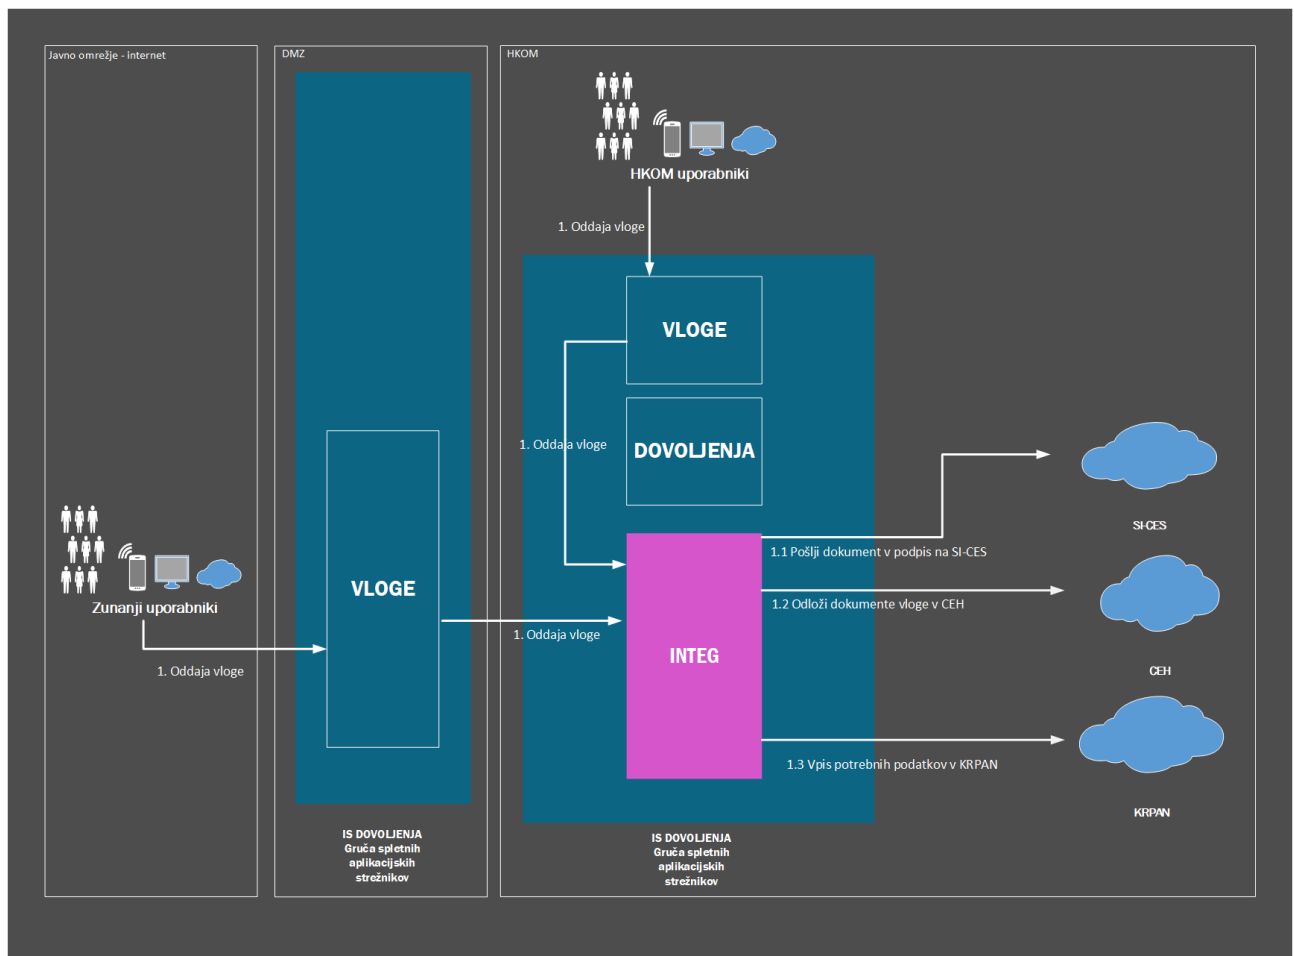 Javno omrežje - internet
DMZ
HKOM
HKOM uporabniki
1. Oddaja vloge
VLOGE
1. Oddaja vloge
DOVOLJENJA
SI-CES
1.1 Pošlji dokument v podpis na SI-CES
1.2 Odloži dokumente vloge v CEH
VLOGE
Zunanji uporabniki
1. Oddaja vloge
INTEG
1. Oddaja vloge
CEH
1.3 Vpis potrebnih podatkov v KRPAN
KRPAN
IS DOVOLJENJA
Gruča spletnih
aplikacijskih
strežnikov
IS DOVOLJENJA
Gruča spletnih
aplikacijskih
strežnikov